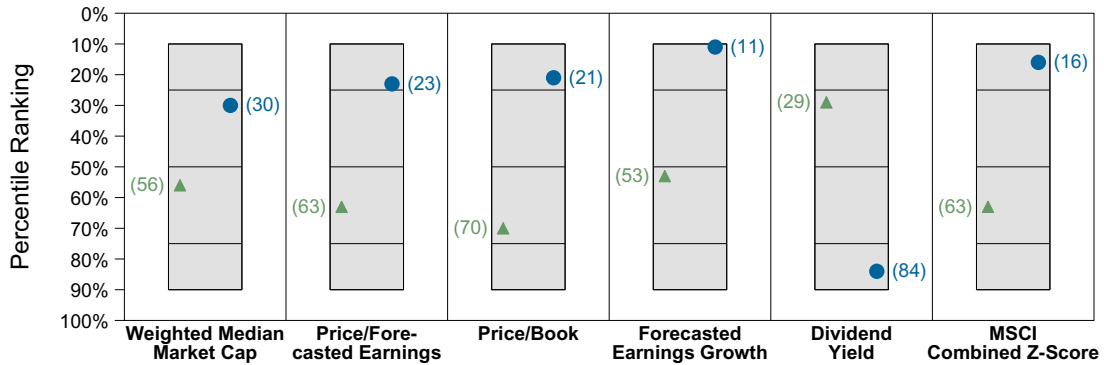 Percentile Ranking
0%
10%
20%
30%
40%
50%
60%
70%
80%
90%
100%
(56)
(30)
(63)
(23)
(70)
(21)
(53)
(11)
(29)
(84)
(63)
(16)
Weighted Median
Market Cap
Price/Fore-
casted Earnings
Price/Book
Forecasted
Earnings Growth
Dividend
Yield
MSCI
Combined Z-Score